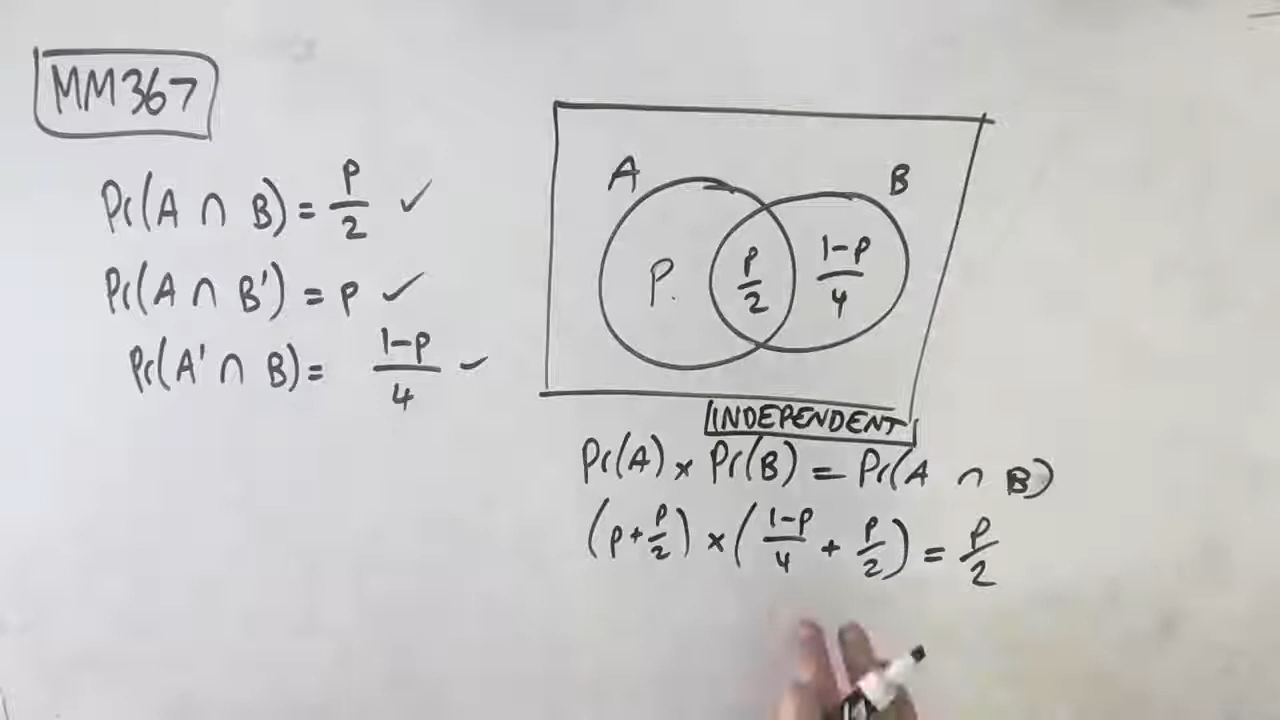 MM367
Pr(A ∩ B) = p/2 ✓
Pr(A ∩ B') = p ✓
Pr(A' ∩ B) = (1-p)/4 ✓
A B
p. p/2 (1-p)/4
INDEPENDENT
Pr(A) × Pr(B) = Pr(A ∩ B)
(p + p/2) × ((1-p)/4 + p/2) = p/2